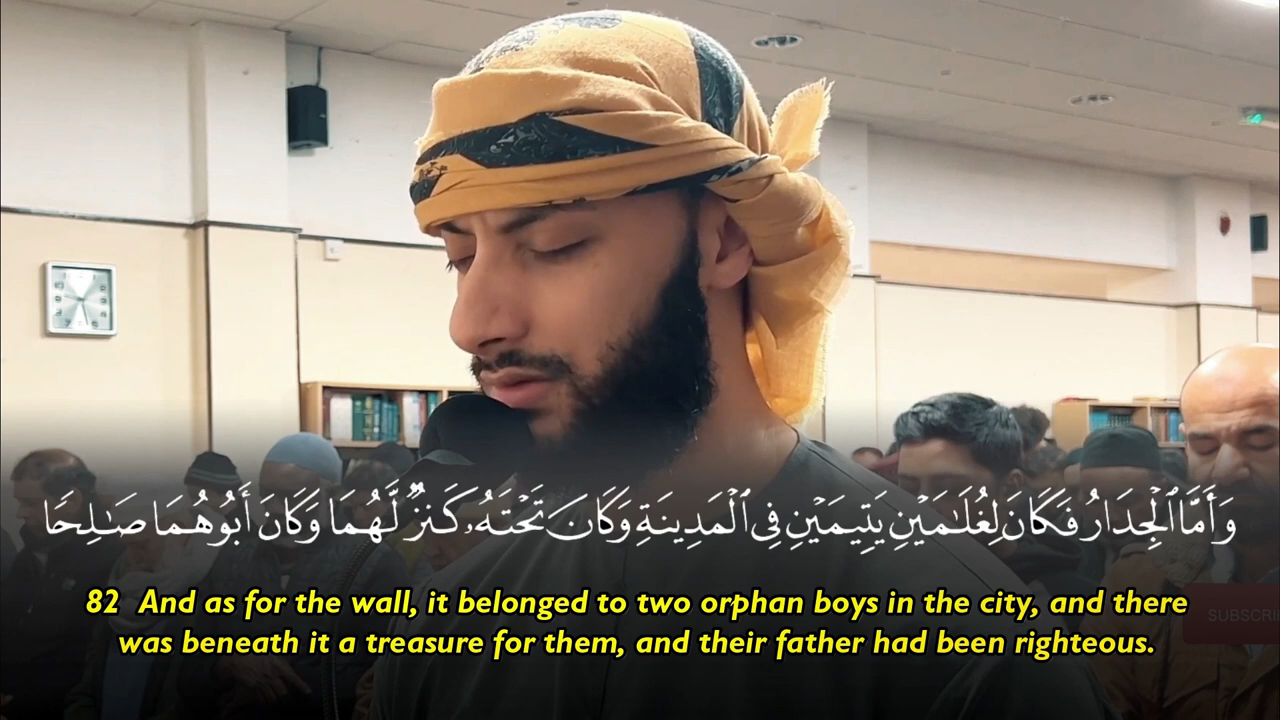 وَأَمَّا ٱلْجِدَارُ فَكَانَ لِغُلَـٰمَيْنِ يَتِيمَيْنِ فِى ٱلْمَدِينَةِ وَكَانَ تَحْتَهُۥ كَنزٌ لَّهُمَا وَكَانَ أَبُوهُمَا صَـٰلِحًا
82 And as for the wall, it belonged to two orphan boys in the city, and there
was beneath it a treasure for them, and their father had been righteous.
SUBSCRI